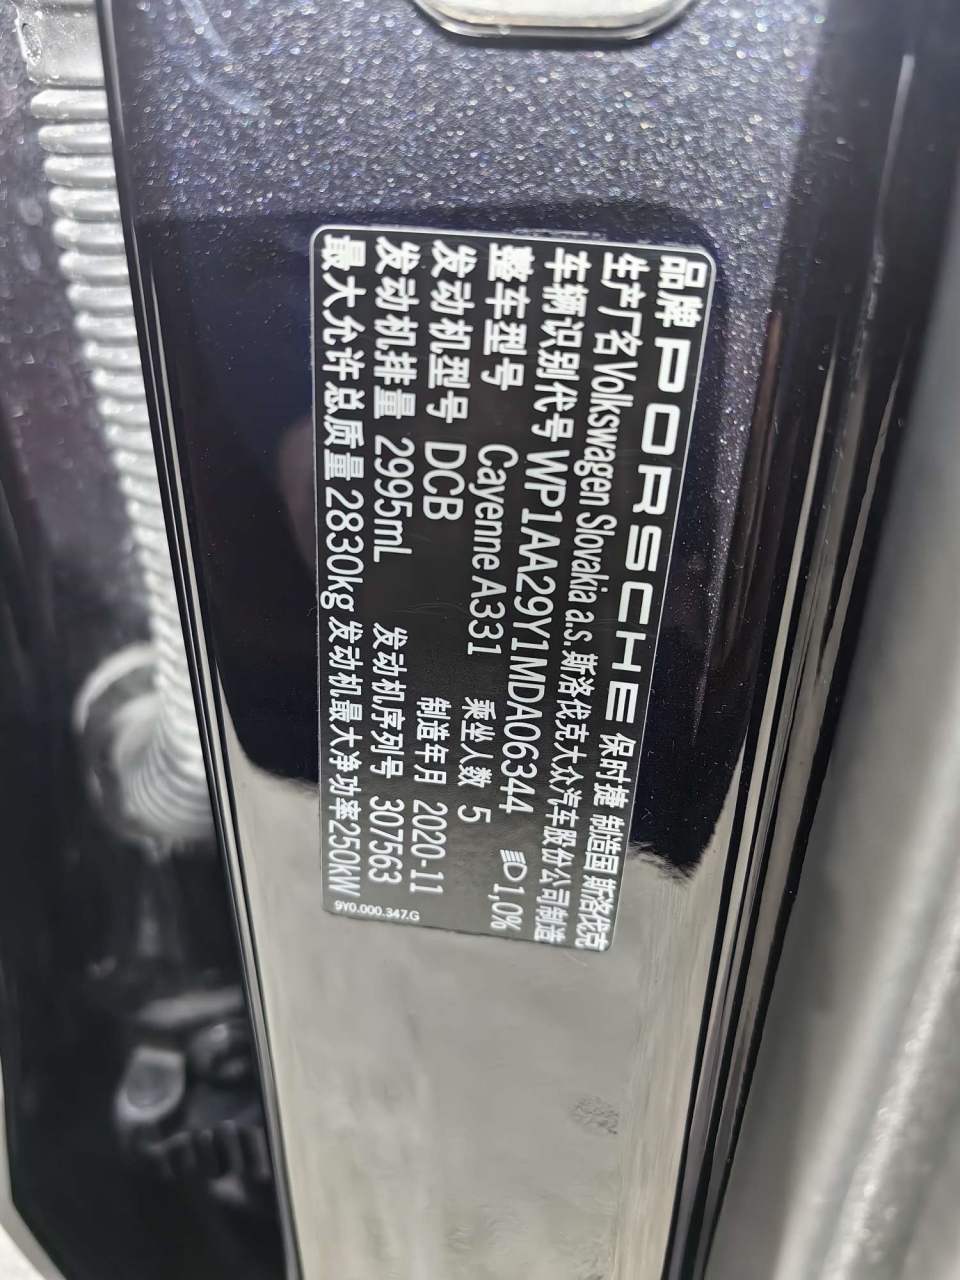 品牌 PORSCHE 保时捷 制造国 斯洛伐克
生产厂名 Volkswagen Slovakia a.s. 斯洛伐克大众汽车股份公司制造
车辆识别代号 WP1AA29Y1MDA06344 1,0%
整车型号 Cayenne A331 乘坐人数 5
发动机型号 DCB 制造年月 2020-11
发动机排量 2995mL 发动机序列号 307563
最大允许总质量 2830kg 发动机最大净功率 250kW
9Y0.000.347.G